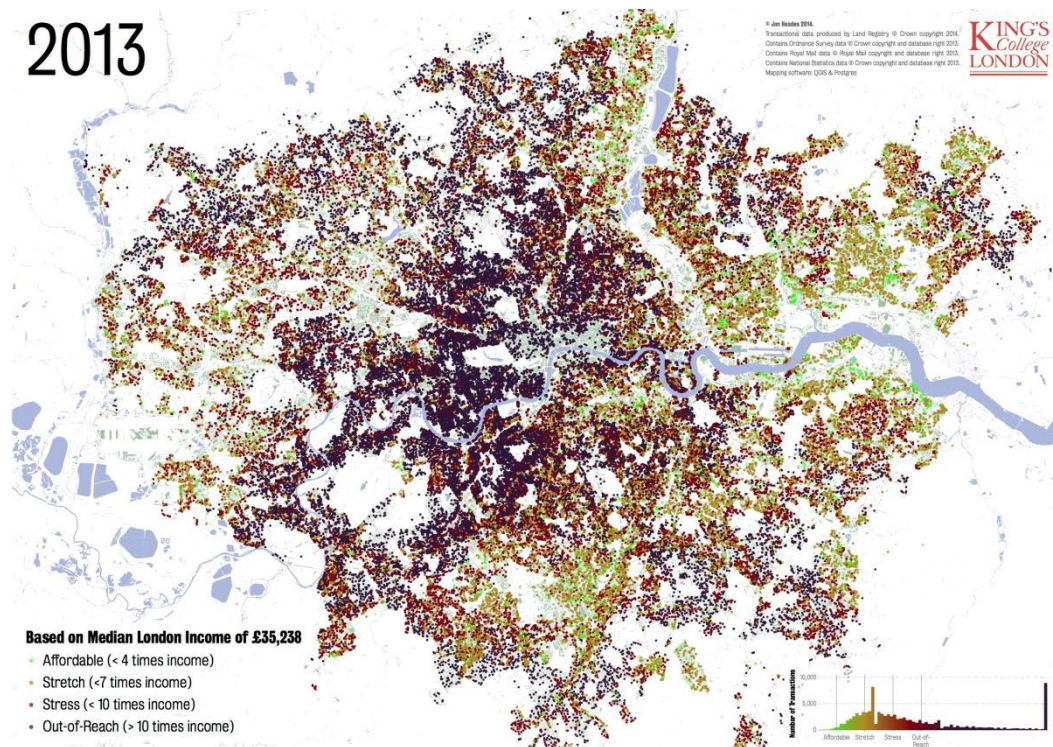 2013
© Jon Reades 2014.
Transactional data produced by Land Registry © Crown copyright 2014.
Contains Ordnance Survey data © Crown copyright and database right 2013.
Contains Royal Mail data © Royal Mail copyright and database right 2013.
Contains National Statistics data © Crown copyright and database right 2013.
Mapping software: QGIS & Postgres
KING'S
College
LONDON
Based on Median London Income of £35,238
Affordable (< 4 times income)
Stretch (<7 times income)
Stress (< 10 times income)
Out-of-Reach (> 10 times income)
Number of Transactions
10,000
5,000
0
Affordable Stretch Stress Out-of-
Reach